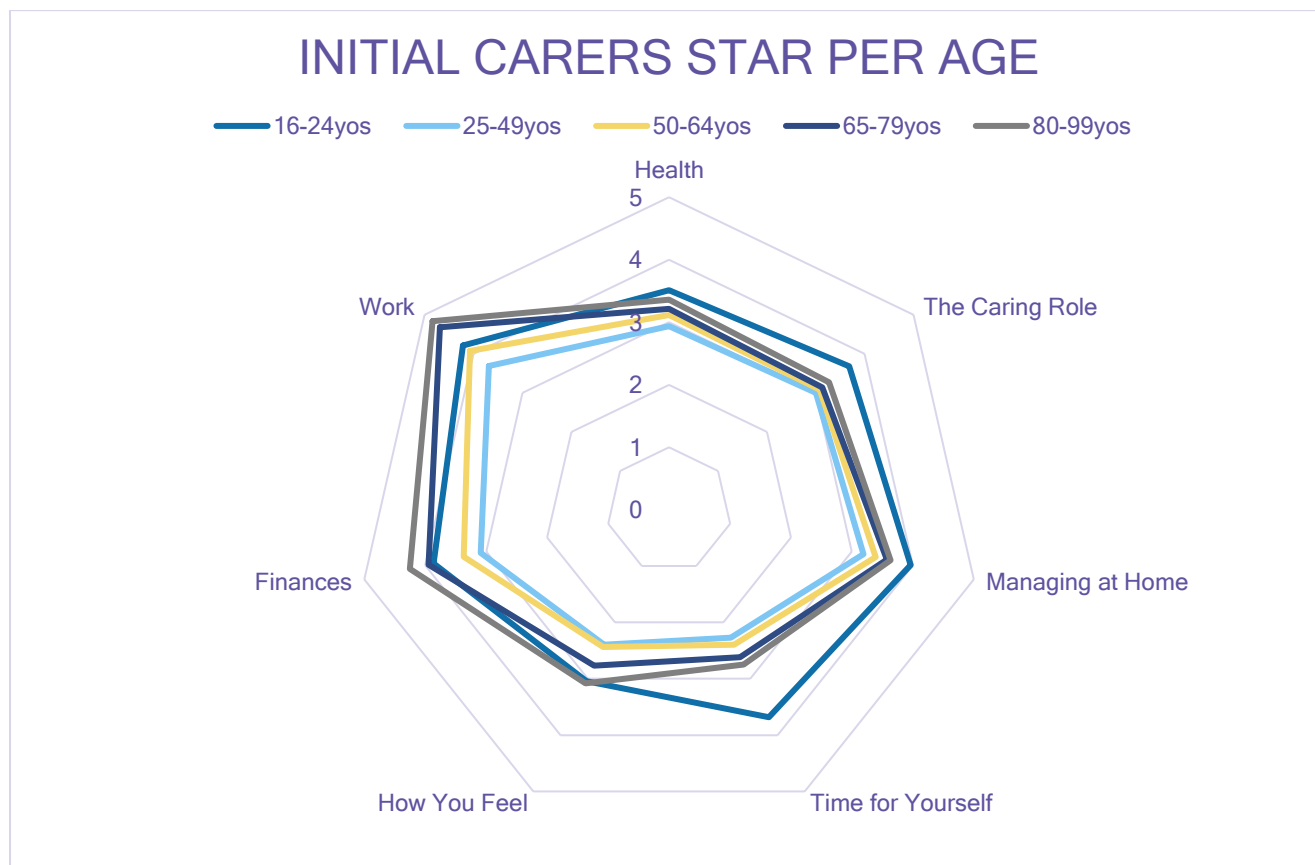 INITIAL CARERS STAR PER AGE
16-24yos 25-49yos 50-64yos 65-79yos 80-99yos
Health
5
4
3
2
1
0
Work
The Caring Role
Finances
Managing at Home
How You Feel
Time for Yourself